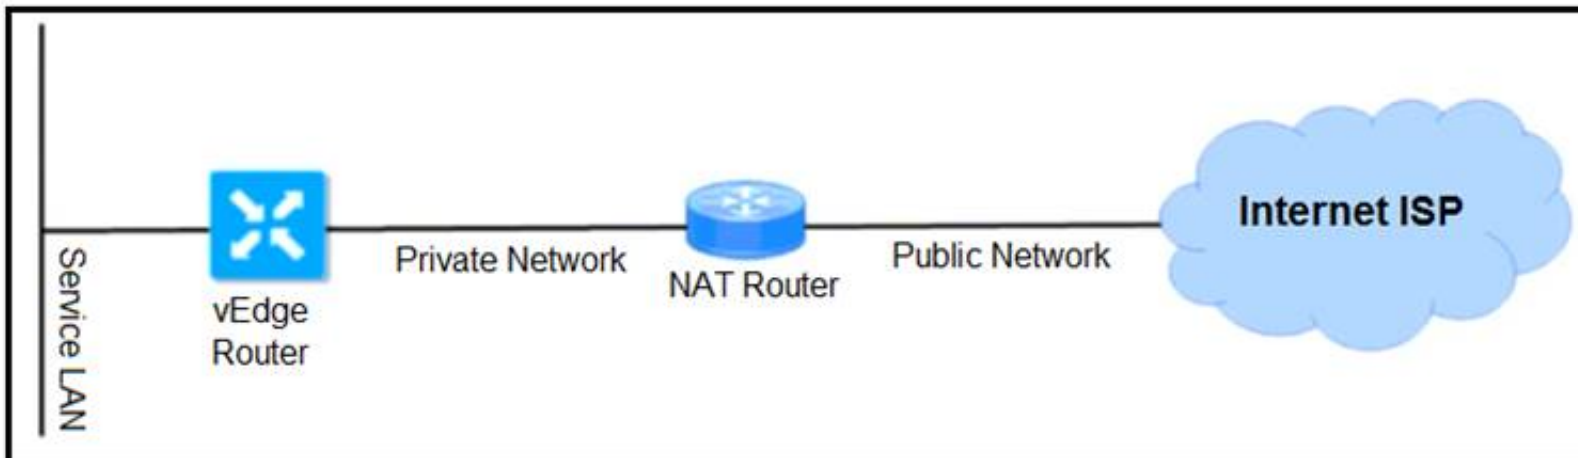 Service LAN
vEdge
Router
Private Network
NAT Router
Public Network
Internet ISP